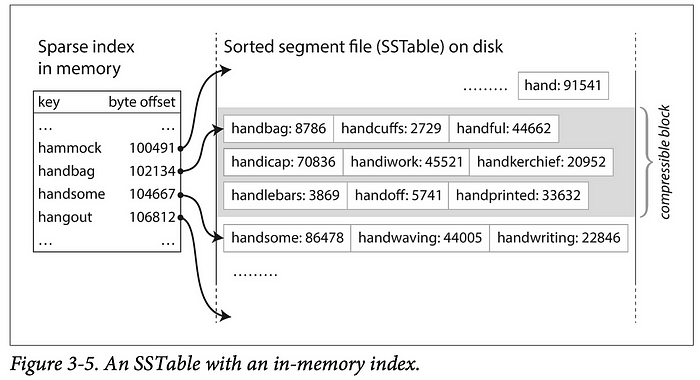 Sparse index
in memory
key byte offset
... ...
hammock 100491
handbag 102134
handsome 104667
hangout 106812
... ...
Sorted segment file (SSTable) on disk
......... hand: 91541
handbag: 8786 handcuffs: 2729 handful: 44662
handicap: 70836 handiwork: 45521 handkerchief: 20952
handlebars: 3869 handoff: 5741 handprinted: 33632
handsome: 86478 handwaving: 44005 handwriting: 22846
.........
compressible block
Figure 3-5. An SSTable with an in-memory index.